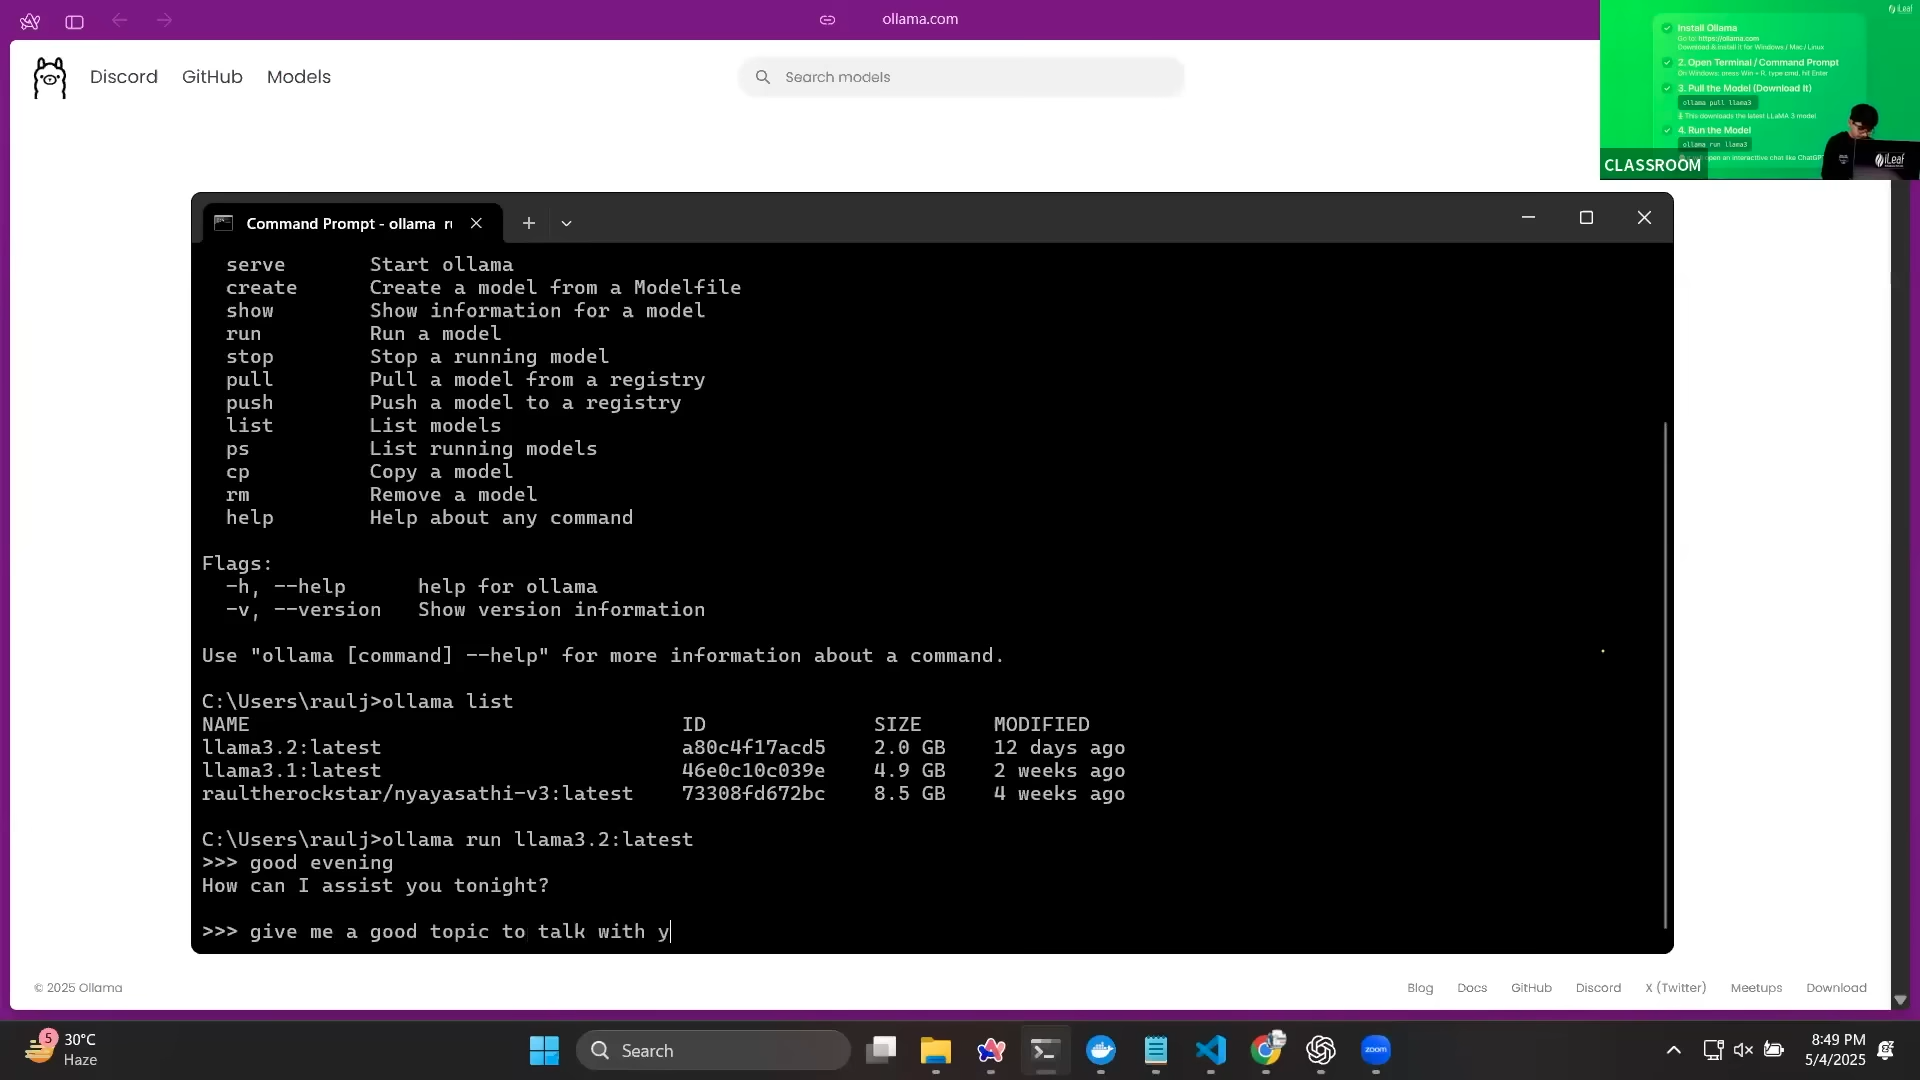 ollama.com
Discord
GitHub
Models
Search models
iLeaf
Install Ollama
Go to: https://ollama.com
Download & install it for Windows / Mac / Linux
2. Open Terminal / Command Prompt
On Windows: press Win + R, type cmd, hit Enter
3. Pull the Model (Download It)
ollama pull llama3
This downloads the latest LLaMA 3 model
4. Run the Model
ollama run llama3
open an interactive chat like ChatGP
iLeaf
CLASSROOM
Command Prompt - ollama ru
serve Start ollama
create Create a model from a Modelfile
show Show information for a model
run Run a model
stop Stop a running model
pull Pull a model from a registry
push Push a model to a registry
list List models
ps List running models
cp Copy a model
rm Remove a model
help Help about any command
Flags:
-h, --help help for ollama
-v, --version Show version information
Use "ollama [command] --help" for more information about a command.
C:\Users\raulj>ollama list
NAME ID SIZE MODIFIED
llama3.2:latest a80c4f17acd5 2.0 GB 12 days ago
llama3.1:latest 46e0c10c039e 4.9 GB 2 weeks ago
raultherockstar/nyayasathi-v3:latest 73308fd672bc 8.5 GB 4 weeks ago
C:\Users\raulj>ollama run llama3.2:latest
>>> good evening
How can I assist you tonight?
>>> give me a good topic to talk with y
© 2025 Ollama
Blog Docs GitHub Discord X (Twitter) Meetups Download
5
30°C
Haze
Search
zoom
8:49 PM
5/4/2025